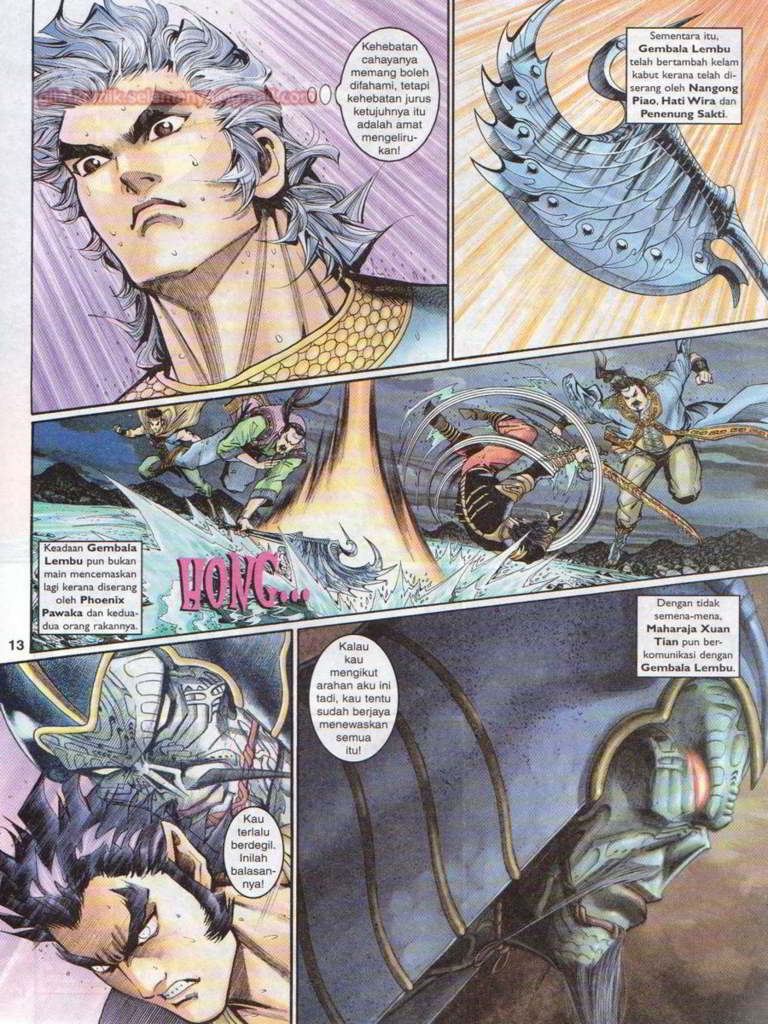 Kehebatan
cahayanya
memang boleh
difahami, tetapi
kehebatan jurus
ketujuhnya itu
adalah amat
mengeliru-
kan!
Sementara itu,
Gembala Lembu
telah bertambah kelam
kabut kerana telah di-
serang oleh Nangong
Piao, Hati Wira dan
Penenung Sakti.
Keadaan Gembala
Lembu pun bukan
main mencemaskan
lagi kerana diserang
oleh Phoenix
Pawaka dan kedua-
dua orang rakannya.
HONG...
13
Kau
terlalu
berdegil.
Inilah
balasan-
nya!
Kalau
kau
mengikut
arahan aku ini
tadi, kau tentu
sudah berjaya
menewaskan
semua
itu!
Dengan tidak
semena-mena,
Maharaja Xuan
Tian pun ber-
komunikasi dengan
Gembala Lembu.